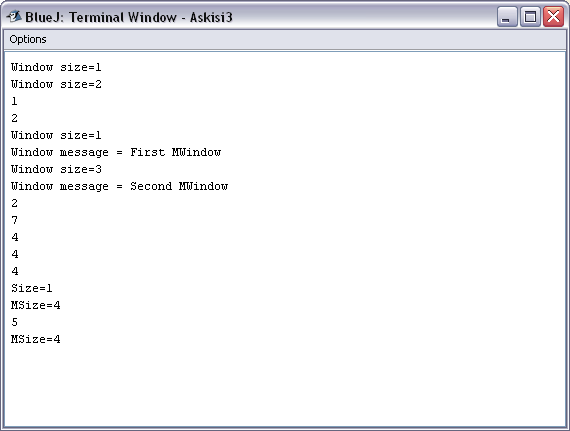 BlueJ: Terminal Window - Askisi3
Options
Window size=1
Window size=2
1
2
Window size=1
Window message = First MWindow
Window size=3
Window message = Second MWindow
2
7
4
4
4
Size=1
MSize=4
5
MSize=4